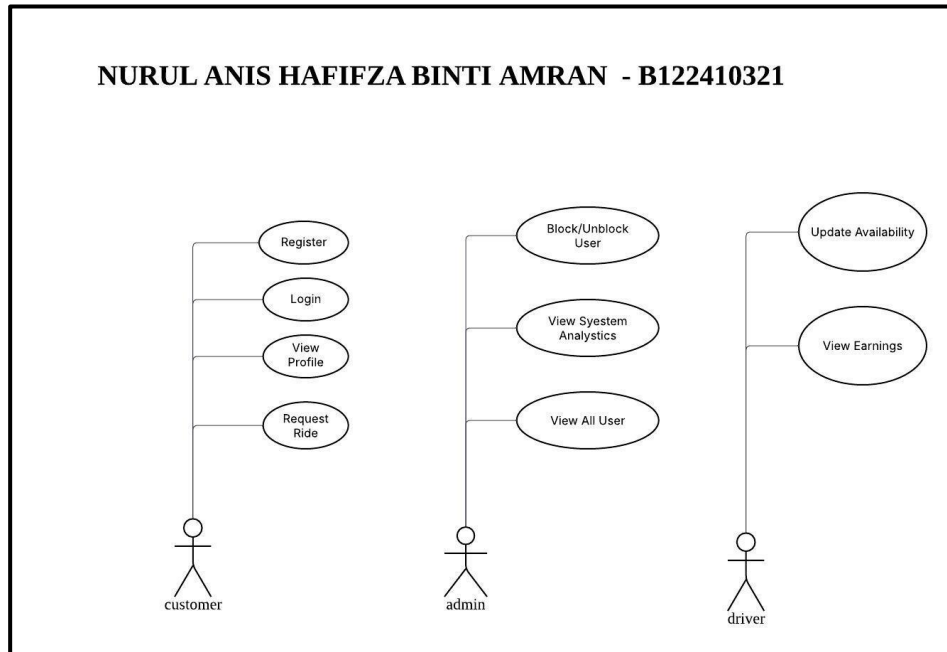 NURUL ANIS HAFIFZA BINTI AMRAN - B122410321
Register
Login
View
Profile
Request
Ride
customer
Block/Unblock
User
View Syestem
Analystics
View All User
admin
Update Availability
View Earnings
driver